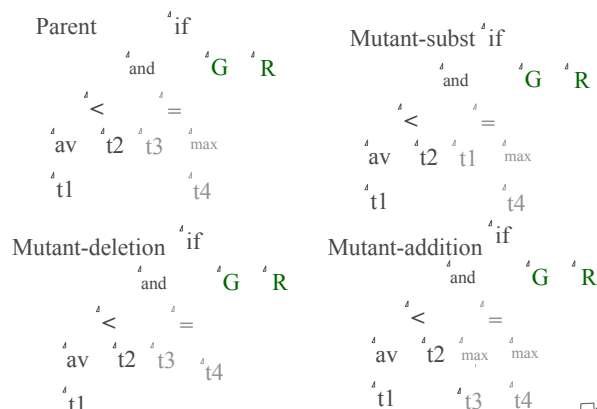 Parent if
and G R
< =
av t2 t3 max
t1 t4
Mutant-subst if
and G R
< =
av t2 t1 max
t1 t4
Mutant-deletion if
and G R
< =
av t2 t3 t4
t1
Mutant-addition if
and G R
< =
av t2 max max
t1 t3 t4